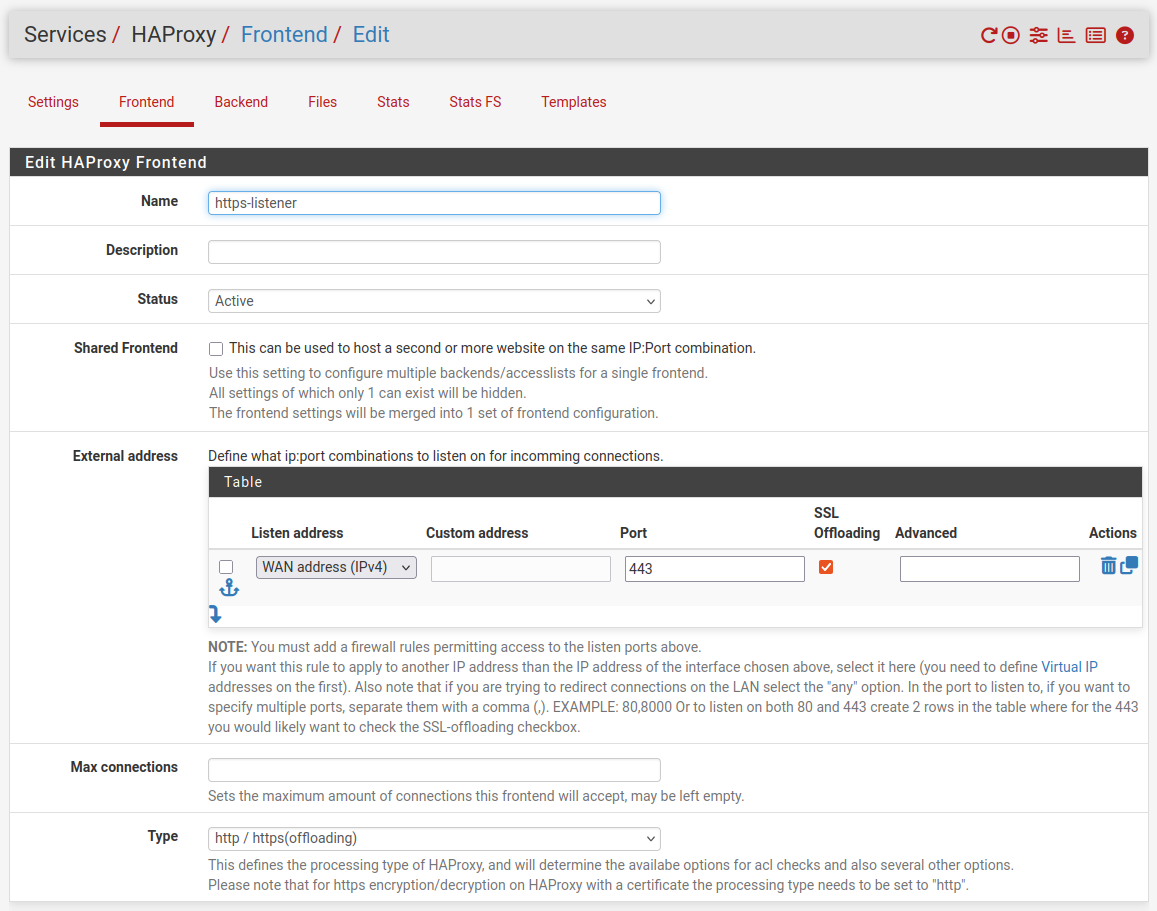 Services / HAProxy / Frontend / Edit
Settings Frontend Backend Files Stats Stats FS Templates
Edit HAProxy Frontend
Name https-listener
Description
Status Active
Shared Frontend This can be used to host a second or more website on the same IP:Port combination.
Use this setting to configure multiple backends/accesslists for a single frontend.
All settings of which only 1 can exist will be hidden.
The frontend settings will be merged into 1 set of frontend configuration.
External address Define what ip:port combinations to listen on for incomming connections.
Table
Listen address Custom address Port SSL Offloading Advanced Actions
WAN address (IPv4) 443
NOTE: You must add a firewall rules permitting access to the listen ports above.
If you want this rule to apply to another IP address than the IP address of the interface chosen above, select it here (you need to define Virtual IP
addresses on the first). Also note that if you are trying to redirect connections on the LAN select the "any" option. In the port to listen to, if you want to
specify multiple ports, separate them with a comma (,). EXAMPLE: 80,8000 Or to listen on both 80 and 443 create 2 rows in the table where for the 443
you would likely want to check the SSL-offloading checkbox.
Max connections
Sets the maximum amount of connections this frontend will accept, may be left empty.
Type http / https(offloading)
This defines the processing type of HAProxy, and will determine the availabe options for acl checks and also several other options.
Please note that for https encryption/decryption on HAProxy with a certificate the processing type needs to be set to "http".